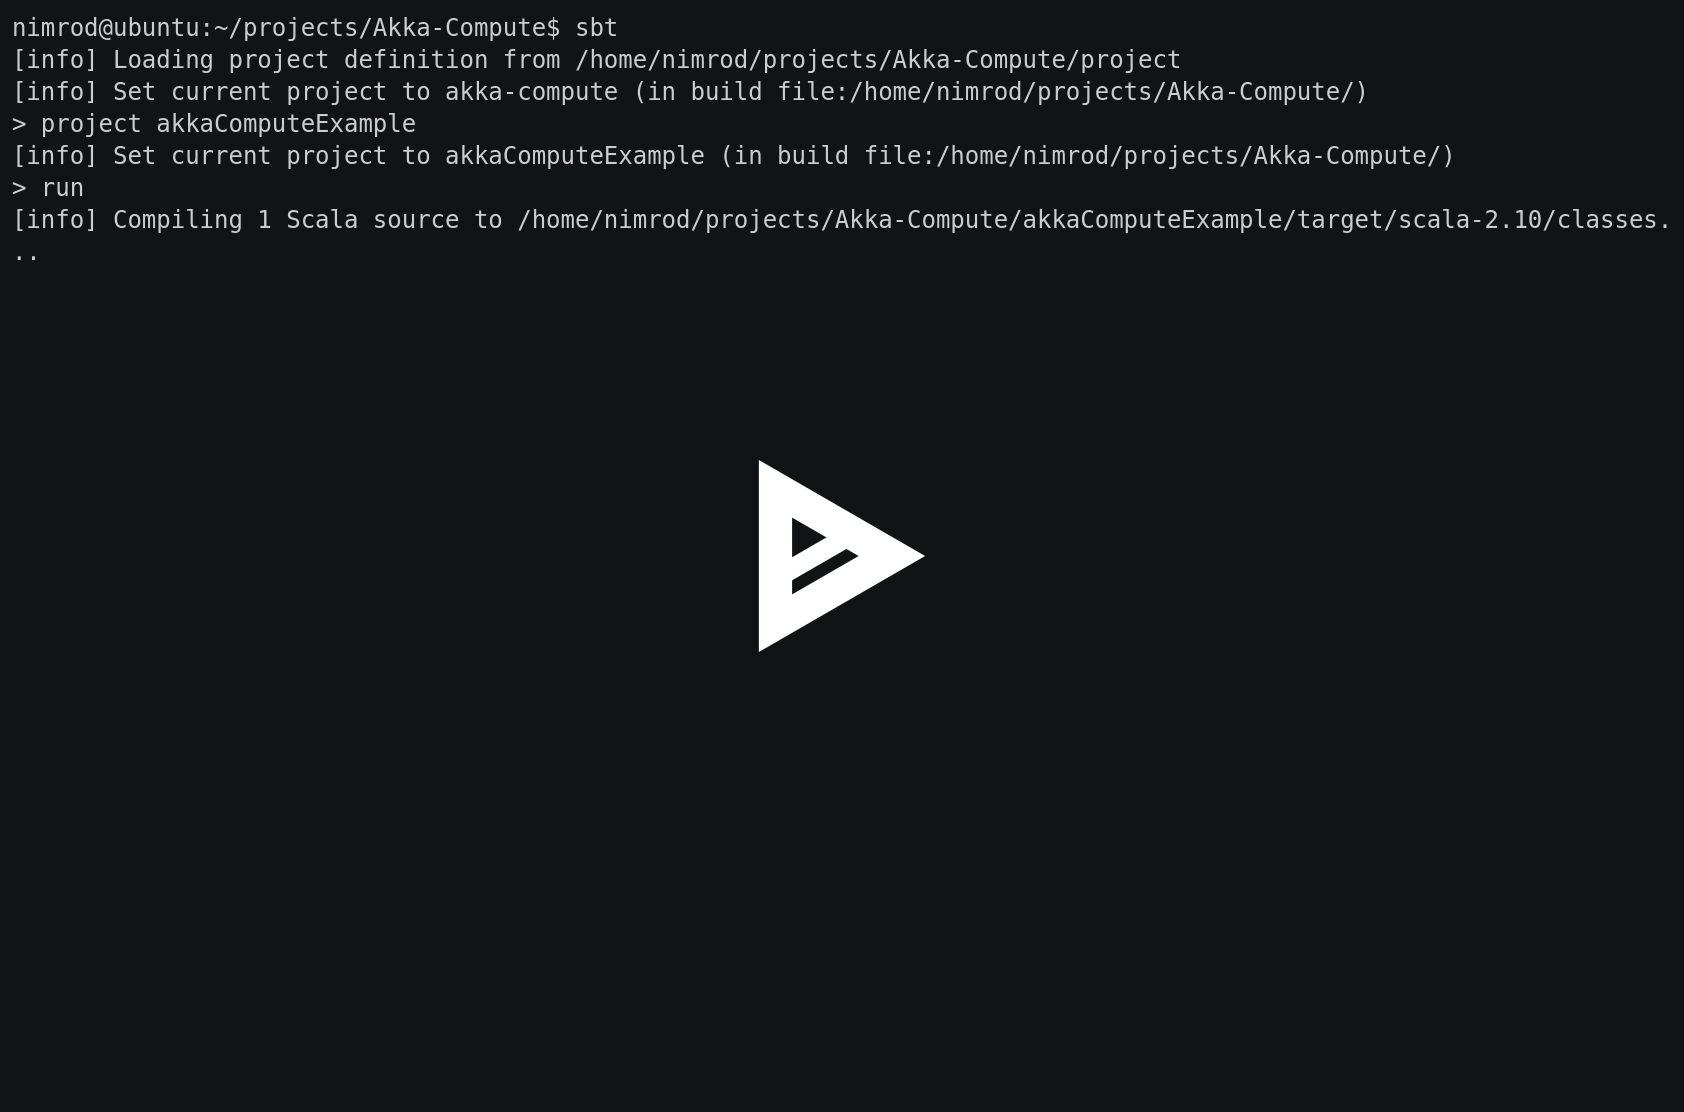 nimrod@ubuntu:~/projects/Akka-Compute$ sbt
[info] Loading project definition from /home/nimrod/projects/Akka-Compute/project
[info] Set current project to akka-compute (in build file:/home/nimrod/projects/Akka-Compute/)
> project akkaComputeExample
[info] Set current project to akkaComputeExample (in build file:/home/nimrod/projects/Akka-Compute/)
> run
[info] Compiling 1 Scala source to /home/nimrod/projects/Akka-Compute/akkaComputeExample/target/scala-2.10/classes.
..